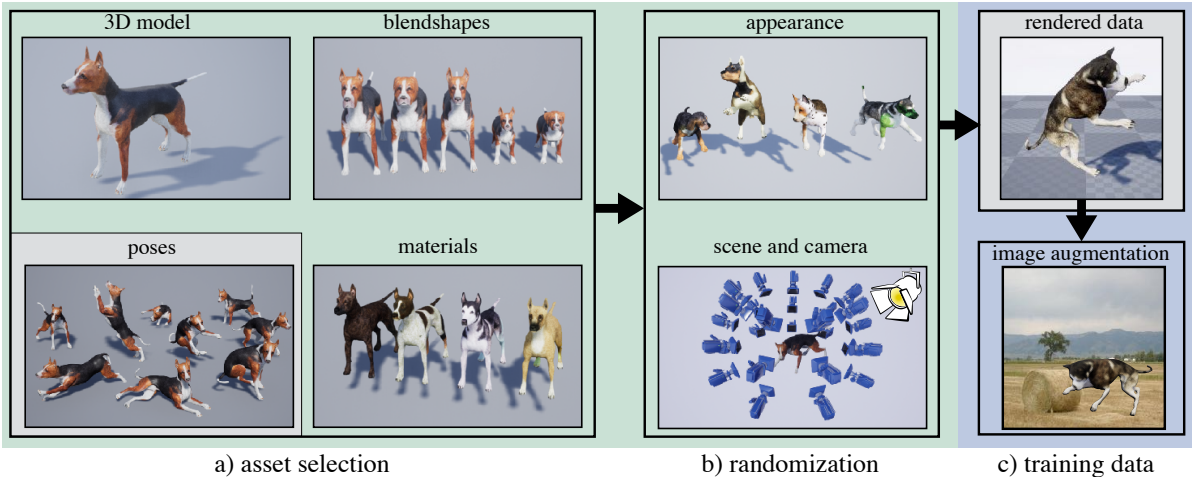 3D model
blendshapes
appearance
rendered data
poses
materials
scene and camera
image augmentation
a) asset selection
b) randomization
c) training data